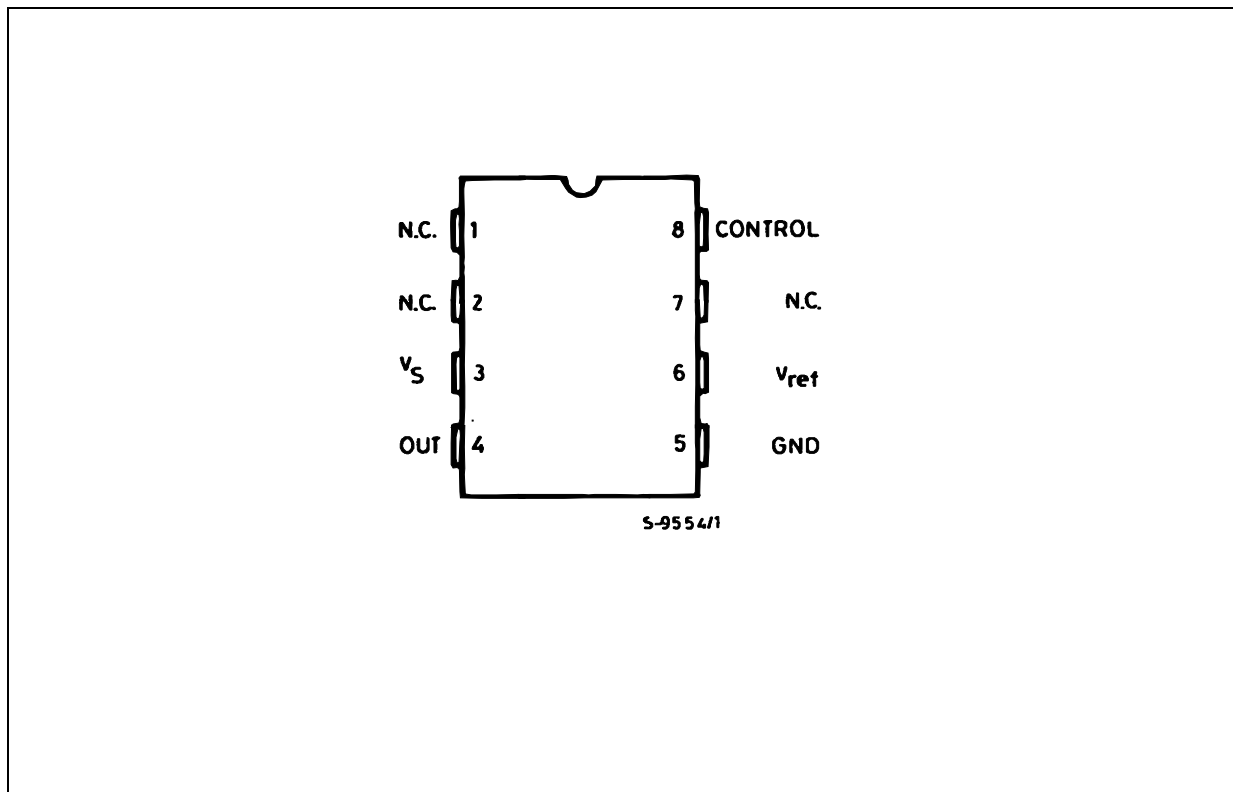 N.C. 1 8 CONTROL
N.C. 2 7 N.C.
VS 3 6 Vref
OUT 4 5 GND
S-9554/1